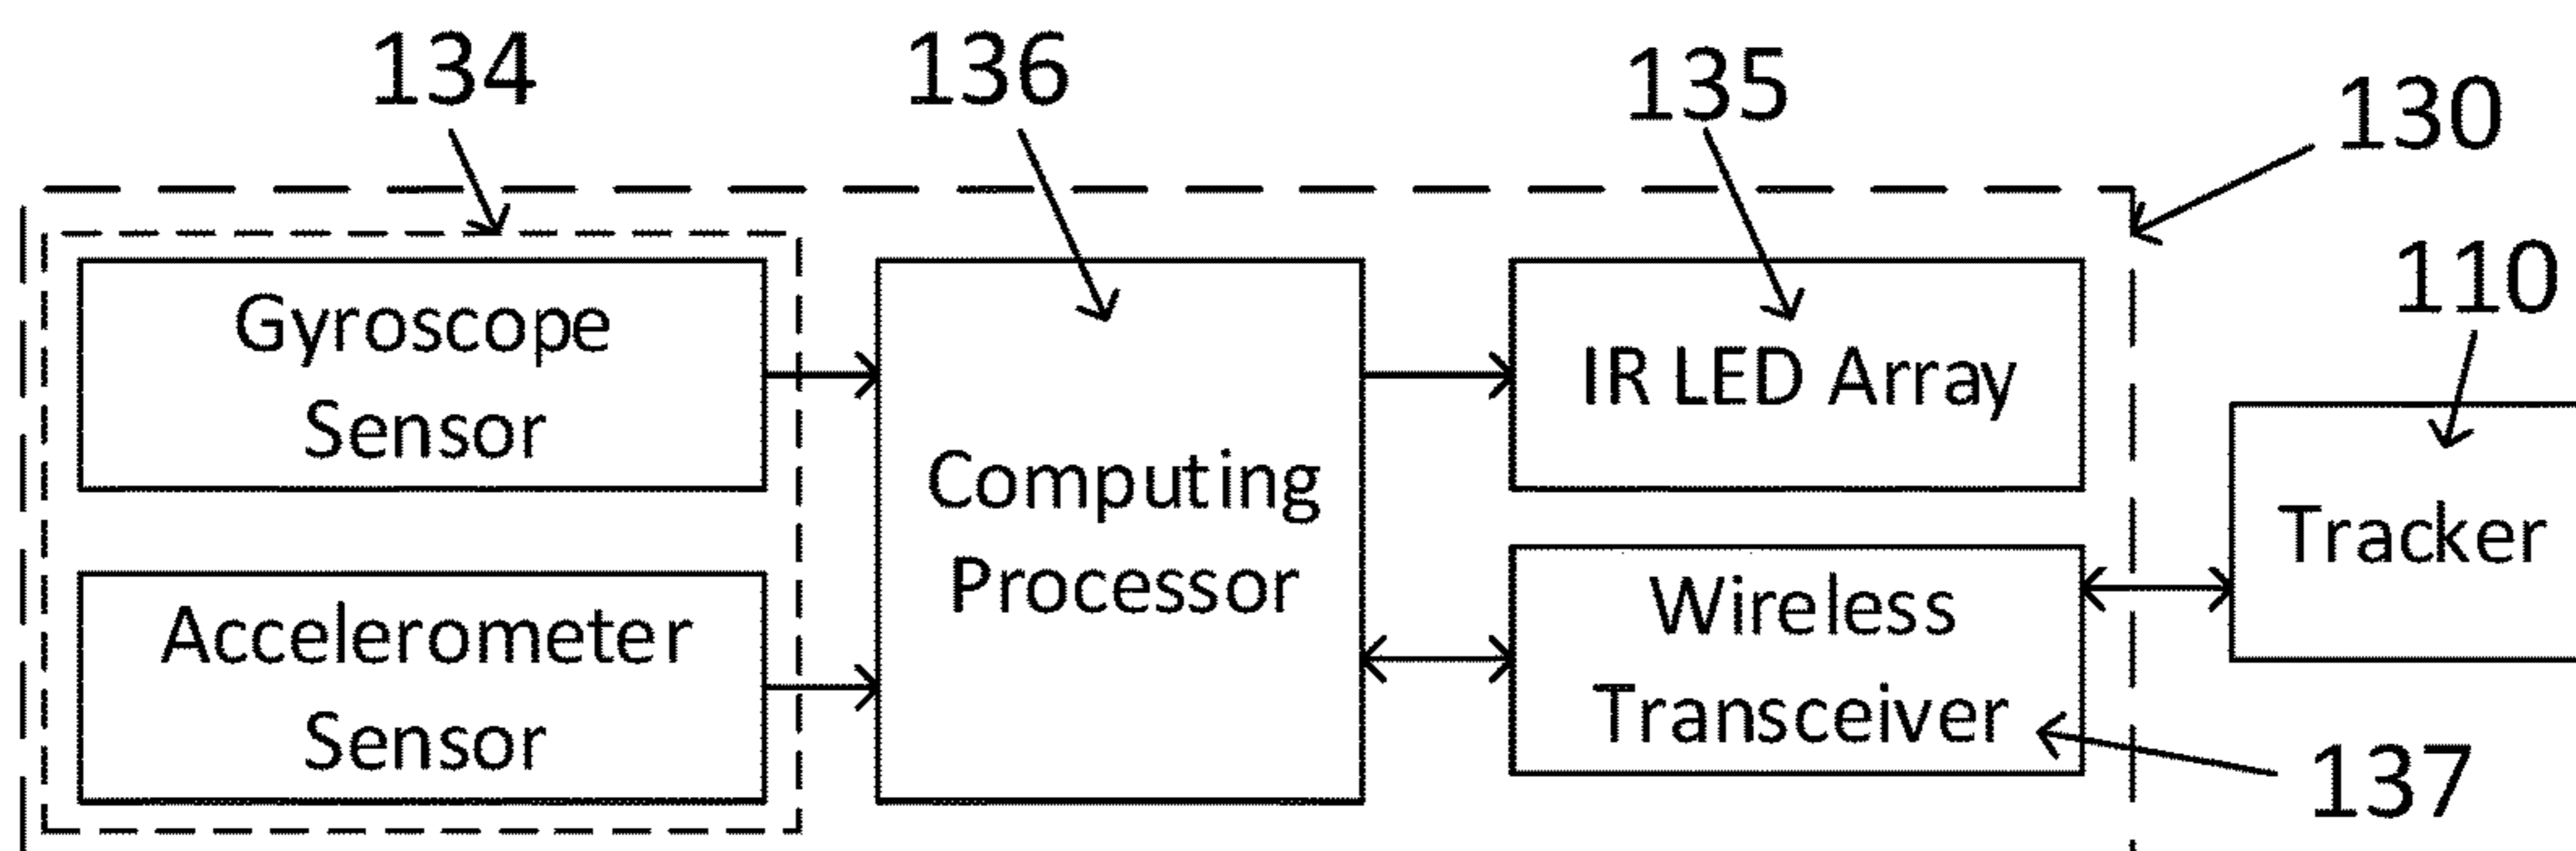 134
136
135
130
110
Gyroscope
Sensor
Computing
Processor
IR LED Array
Tracker
Accelerometer
Sensor
Wireless
Transceiver
137